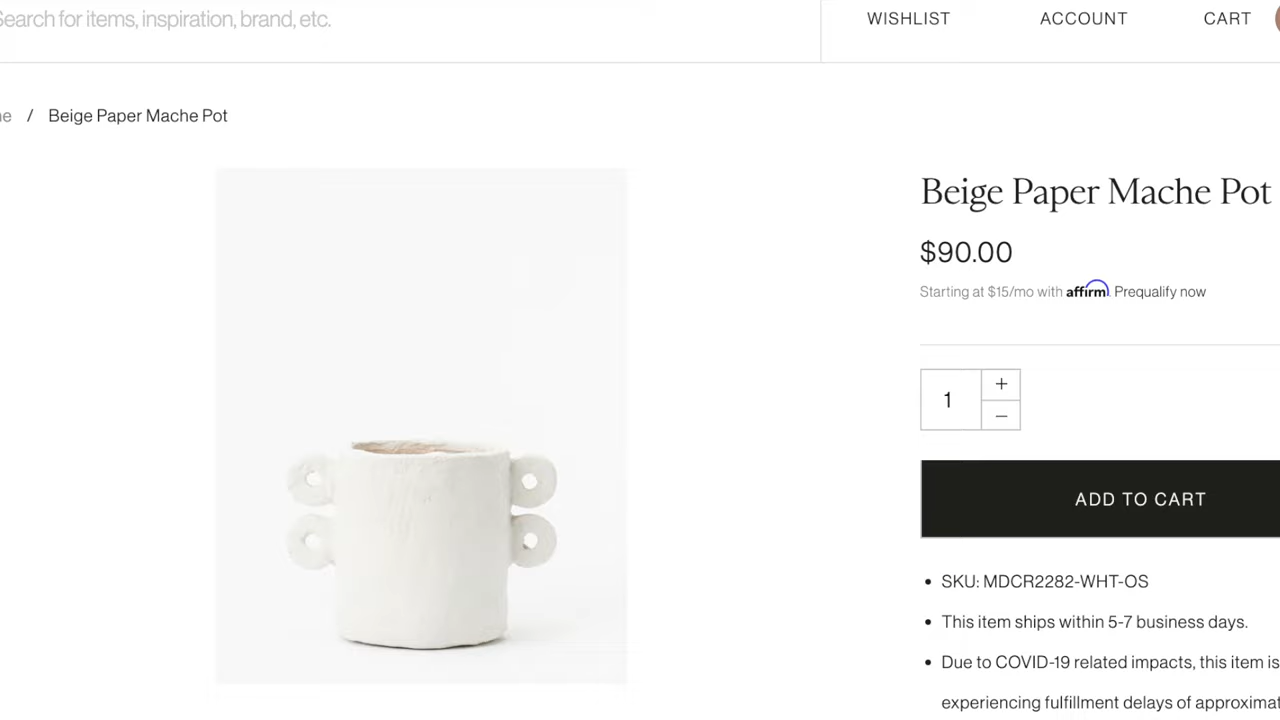 Search for items, inspiration, brand, etc.
WISHLIST
ACCOUNT
CART
/ Beige Paper Mache Pot
Beige Paper Mache Pot
$90.00
Starting at $15/mo with affirm Prequalify now
1
+
−
ADD TO CART
• SKU: MDCR2282-WHT-OS
• This item ships within 5-7 business days.
• Due to COVID-19 related impacts, this item is
experiencing fulfillment delays of